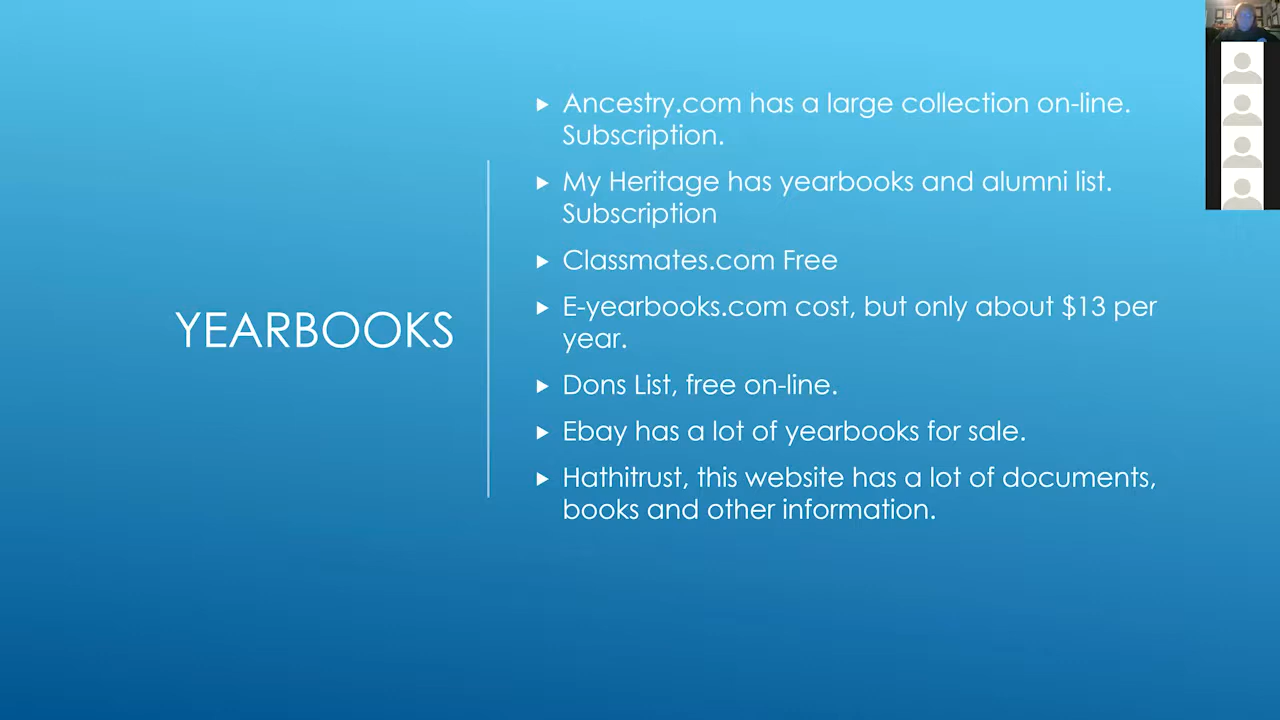 YEARBOOKS
► Ancestry.com has a large collection on-line.
Subscription.
► My Heritage has yearbooks and alumni list.
Subscription
► Classmates.com Free
► E-yearbooks.com cost, but only about $13 per
year.
► Dons List, free on-line.
► Ebay has a lot of yearbooks for sale.
► Hathitrust, this website has a lot of documents,
books and other information.